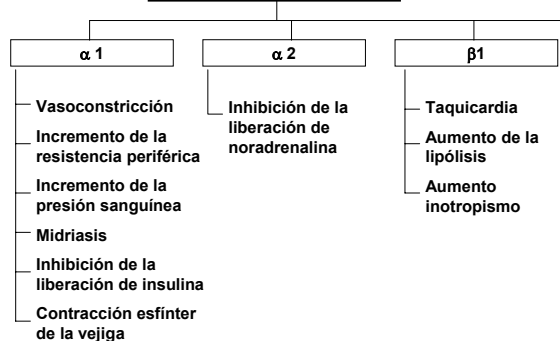 α 1
Vasoconstricción
Incremento de la
resistencia periférica
Incremento de la
presión sanguínea
Midriasis
Inhibición de la
liberación de insulina
Contracción esfínter
de la vejiga
α 2
Inhibición de la
liberación de
noradrenalina
β1
Taquicardia
Aumento de la
lipólisis
Aumento
inotropismo